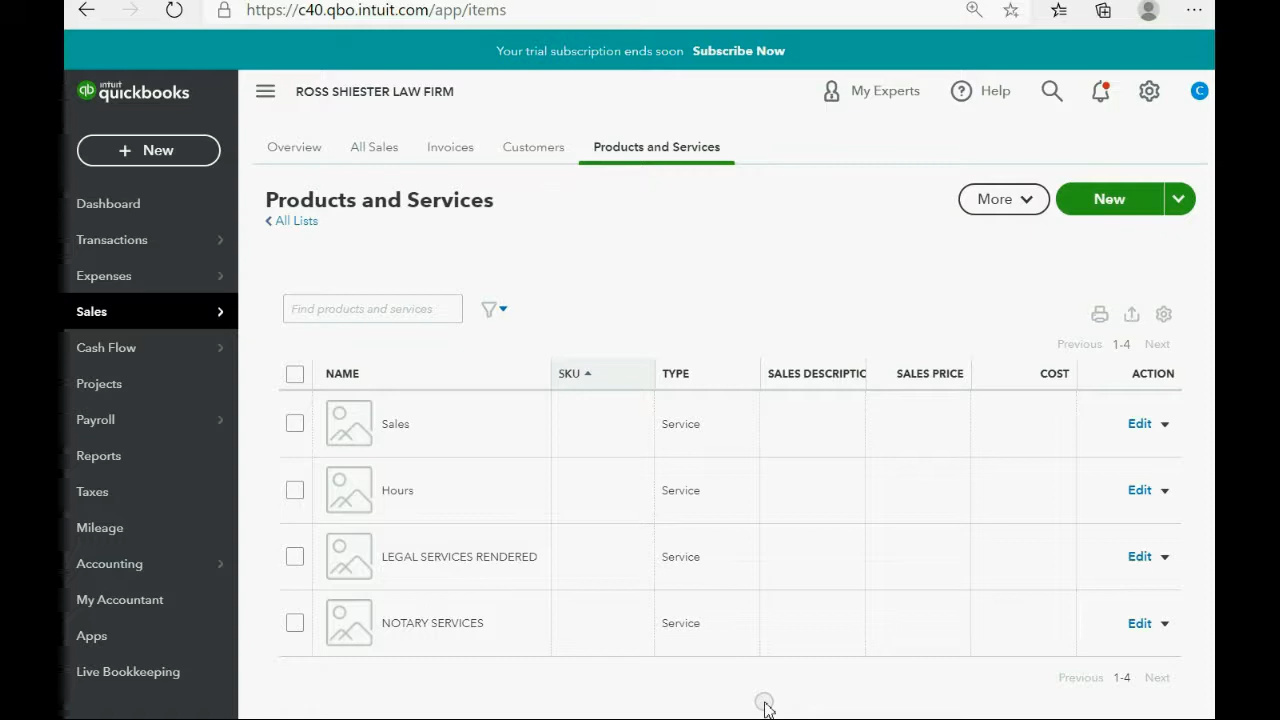 https://c40.qbo.intuit.com/app/items
Your trial subscription ends soon Subscribe Now
intuit quickbooks
ROSS SHIESTER LAW FIRM
My Experts
Help
C
+ New
Overview
All Sales
Invoices
Customers
Products and Services
Dashboard
Transactions
Expenses
Sales
Cash Flow
Projects
Payroll
Reports
Taxes
Mileage
Accounting
My Accountant
Apps
Live Bookkeeping
Products and Services
All Lists
More
New
Find products and services
Previous 1-4 Next
NAME SKU TYPE SALES DESCRIPTIC SALES PRICE COST ACTION
Sales Service Edit
Hours Service Edit
LEGAL SERVICES RENDERED Service Edit
NOTARY SERVICES Service Edit
Previous 1-4 Next